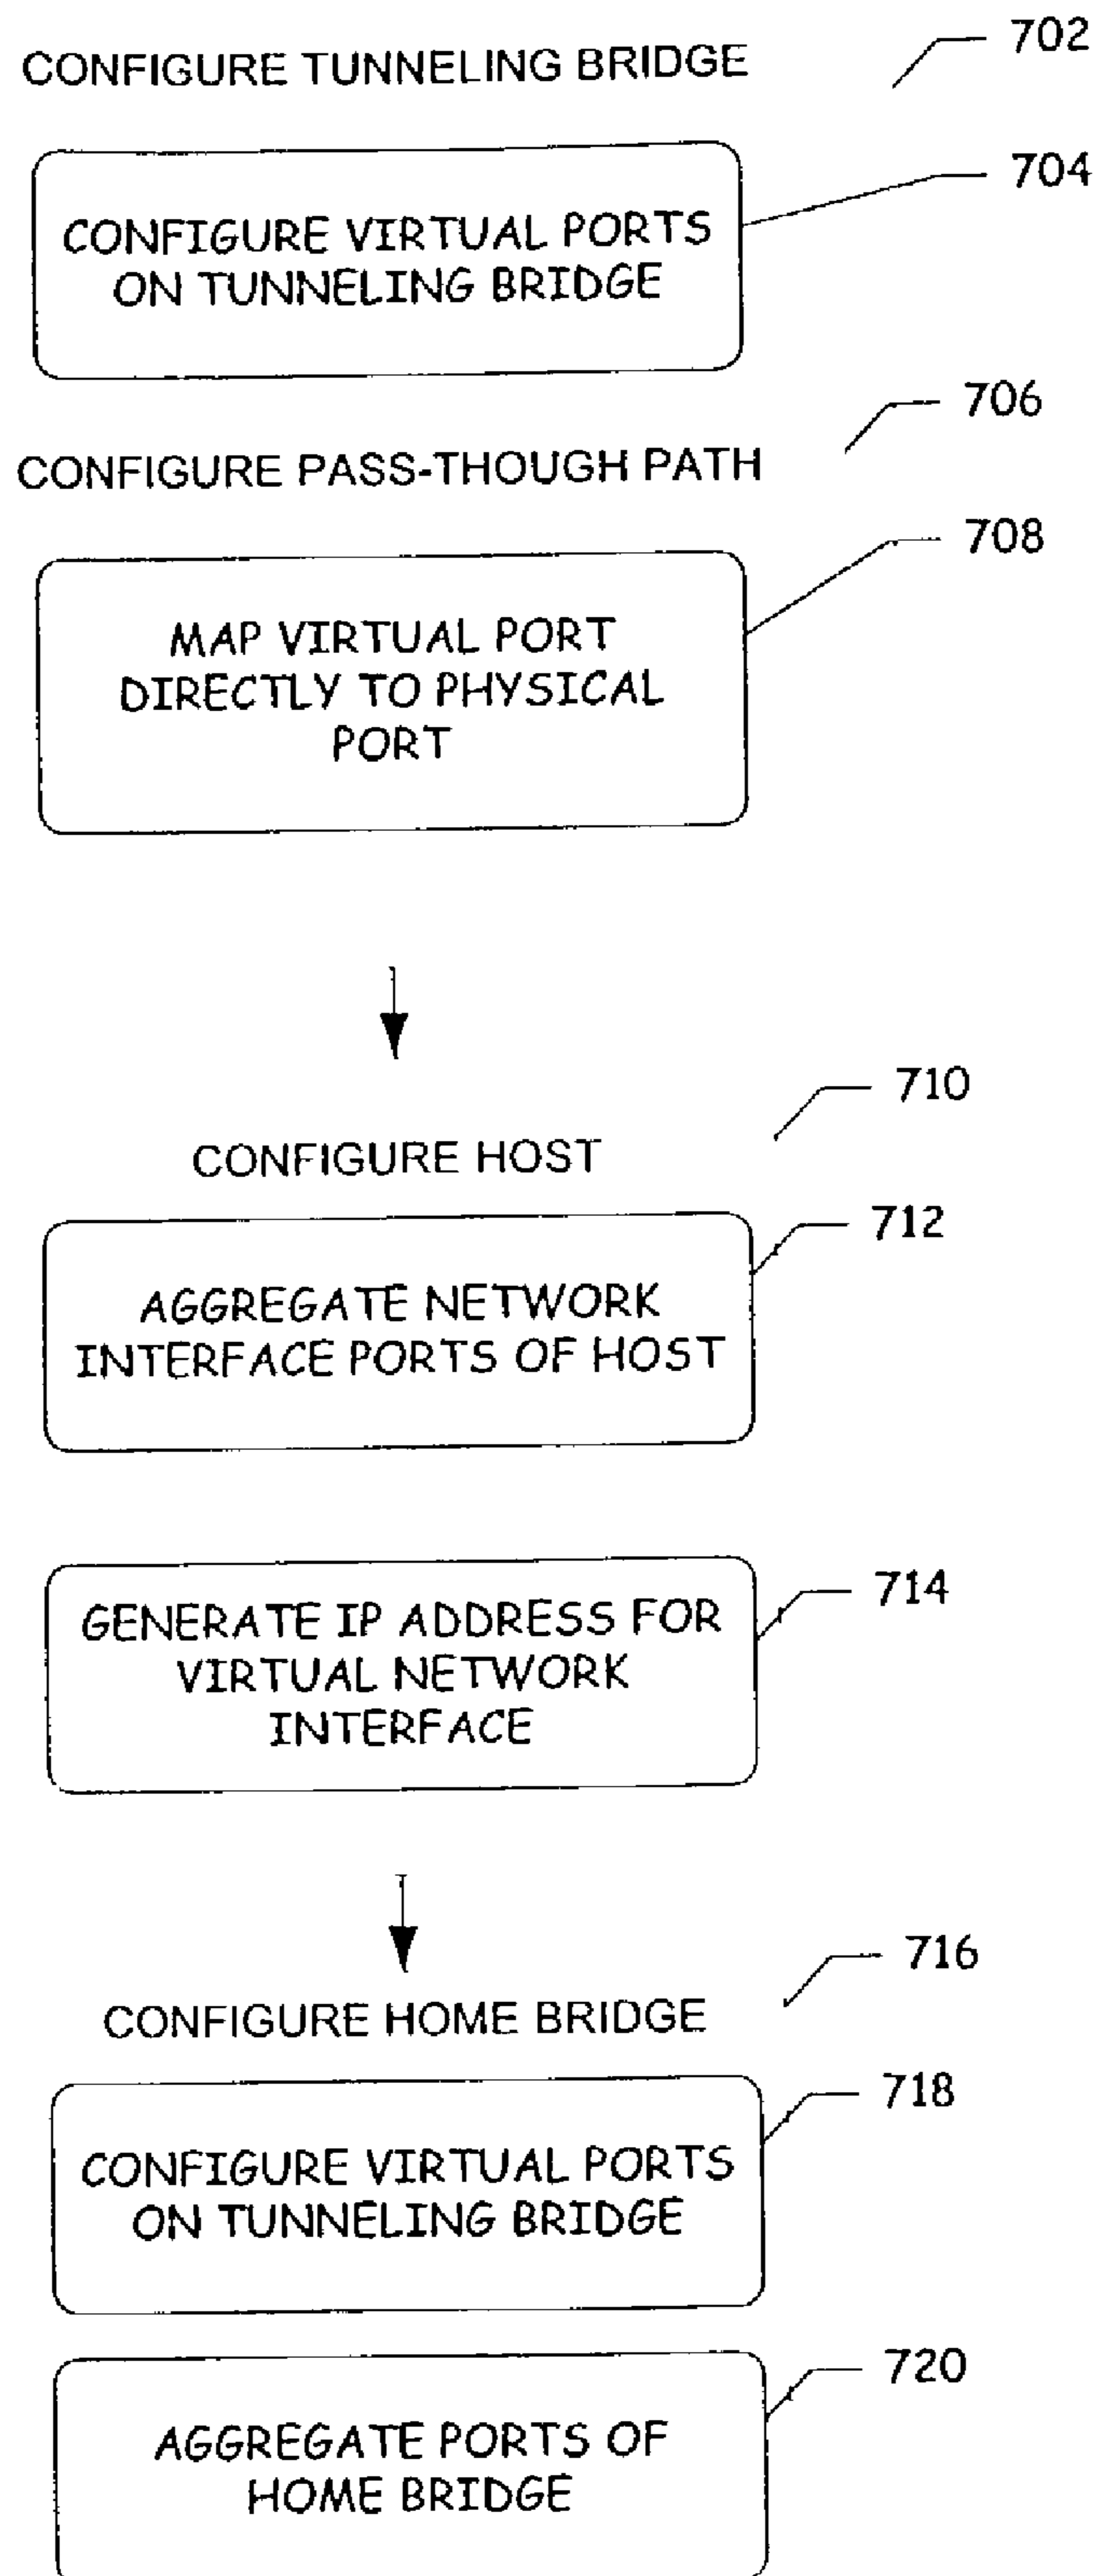 702
CONFIGURE TUNNELING BRIDGE
704
CONFIGURE VIRTUAL PORTS
ON TUNNELING BRIDGE
706
CONFIGURE PASS-THOUGH PATH
708
MAP VIRTUAL PORT
DIRECTLY TO PHYSICAL
PORT
710
CONFIGURE HOST
712
AGGREGATE NETWORK
INTERFACE PORTS OF HOST
714
GENERATE IP ADDRESS FOR
VIRTUAL NETWORK
INTERFACE
716
CONFIGURE HOME BRIDGE
718
CONFIGURE VIRTUAL PORTS
ON TUNNELING BRIDGE
720
AGGREGATE PORTS OF
HOME BRIDGE